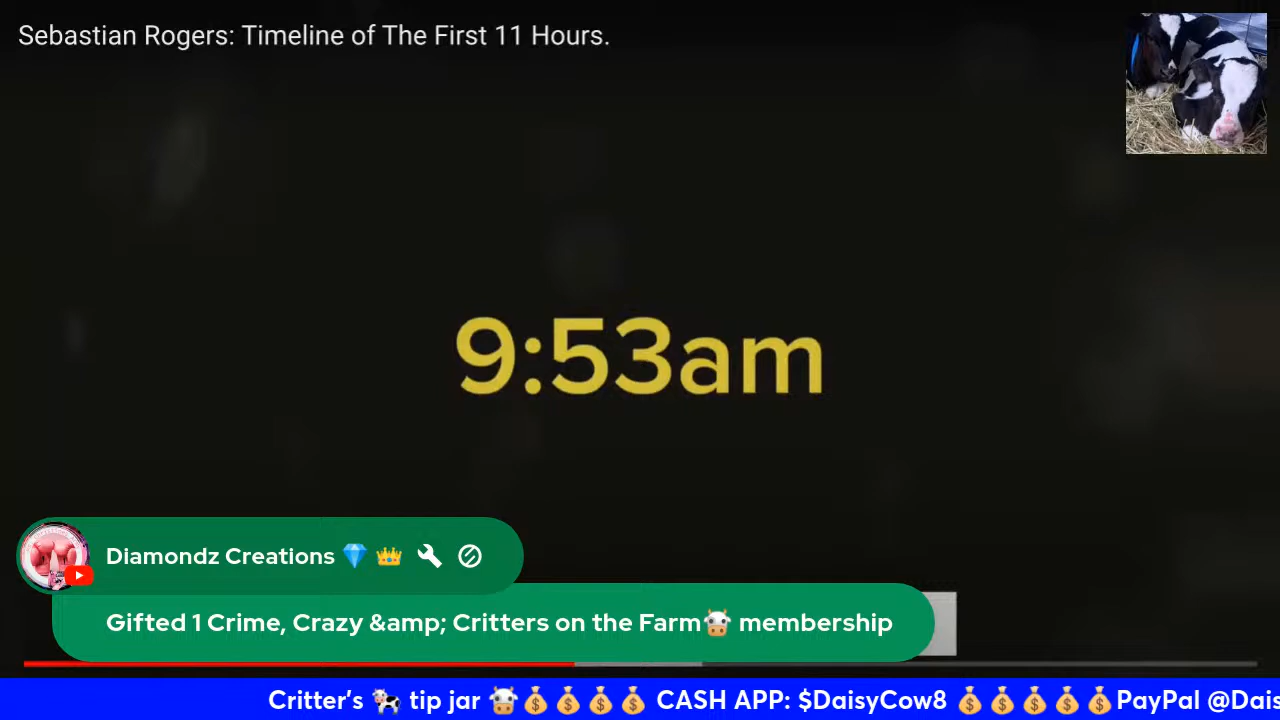 Sebastian Rogers: Timeline of The First 11 Hours.
9:53am
Diamondz Creations 💎 👑
Gifted 1 Crime, Crazy &amp; Critters on the Farm🐮 membership
Critter's 🐄 tip jar 🐮💰💰💰💰 CASH APP: $DaisyCow8 💰💰💰💰💰PayPal @Dais